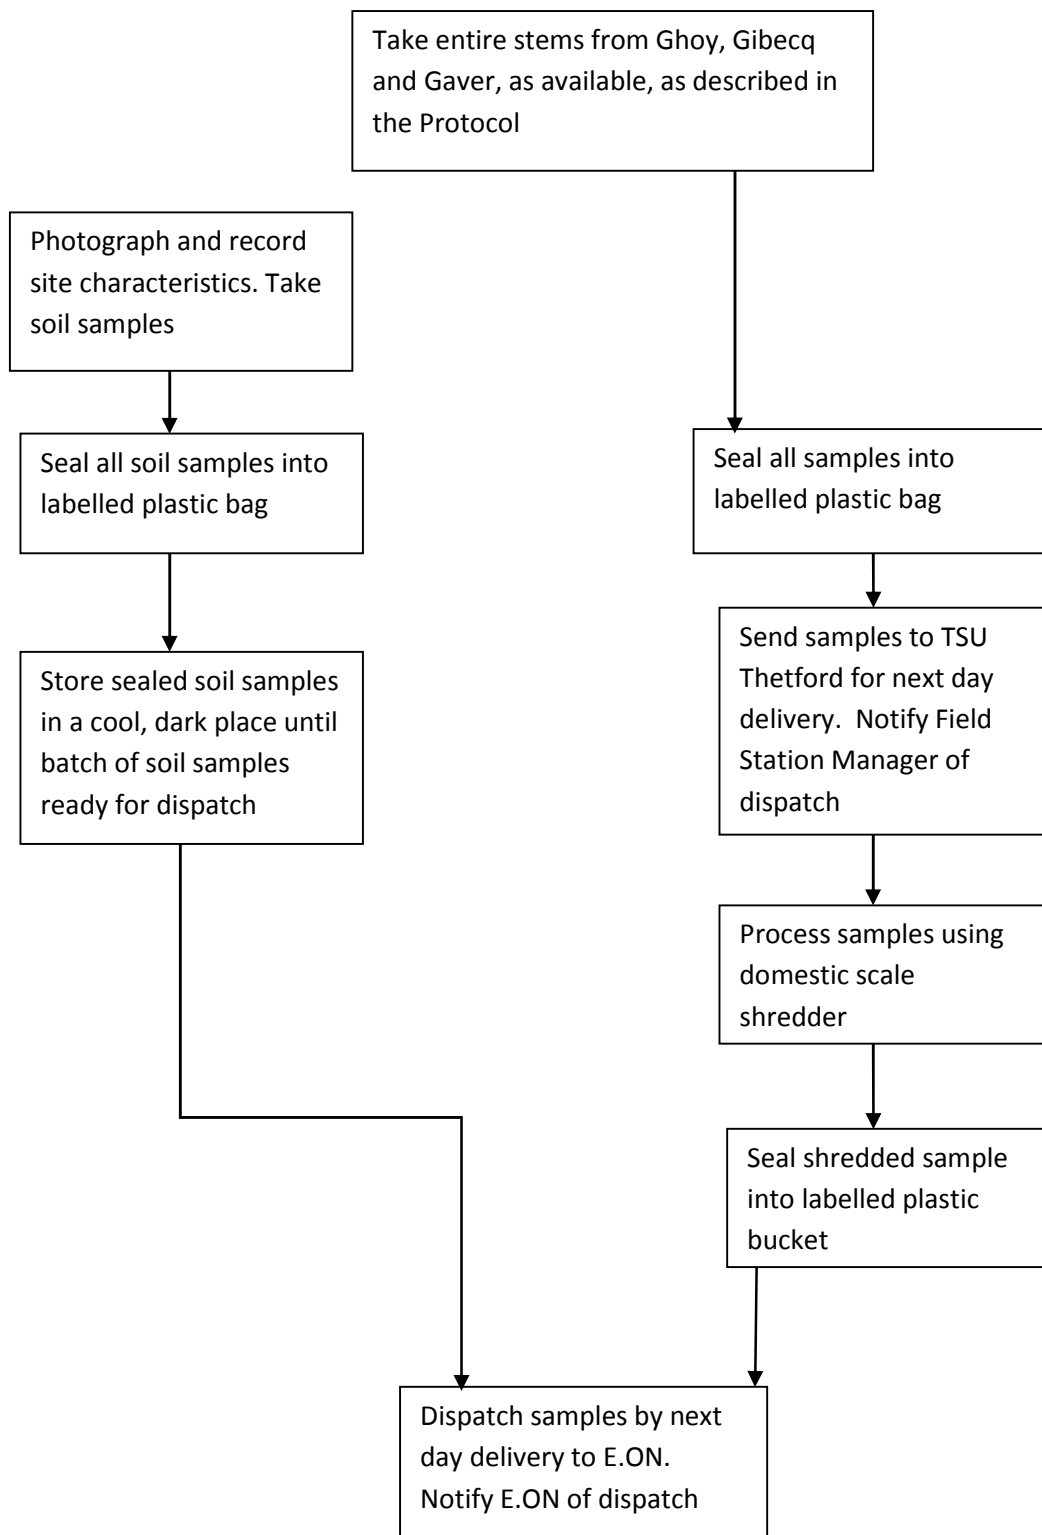 Take entire stems from Ghoy, Gibecq
and Gaver, as available, as described in
the Protocol
Photograph and record
site characteristics. Take
soil samples
Seal all soil samples into
labelled plastic bag
Seal all samples into
labelled plastic bag
Store sealed soil samples
in a cool, dark place until
batch of soil samples
ready for dispatch
Send samples to TSU
Thetford for next day
delivery.  Notify Field
Station Manager of
dispatch
Process samples using
domestic scale
shredder
Seal shredded sample
into labelled plastic
bucket
Dispatch samples by next
day delivery to E.ON.
Notify E.ON of dispatch